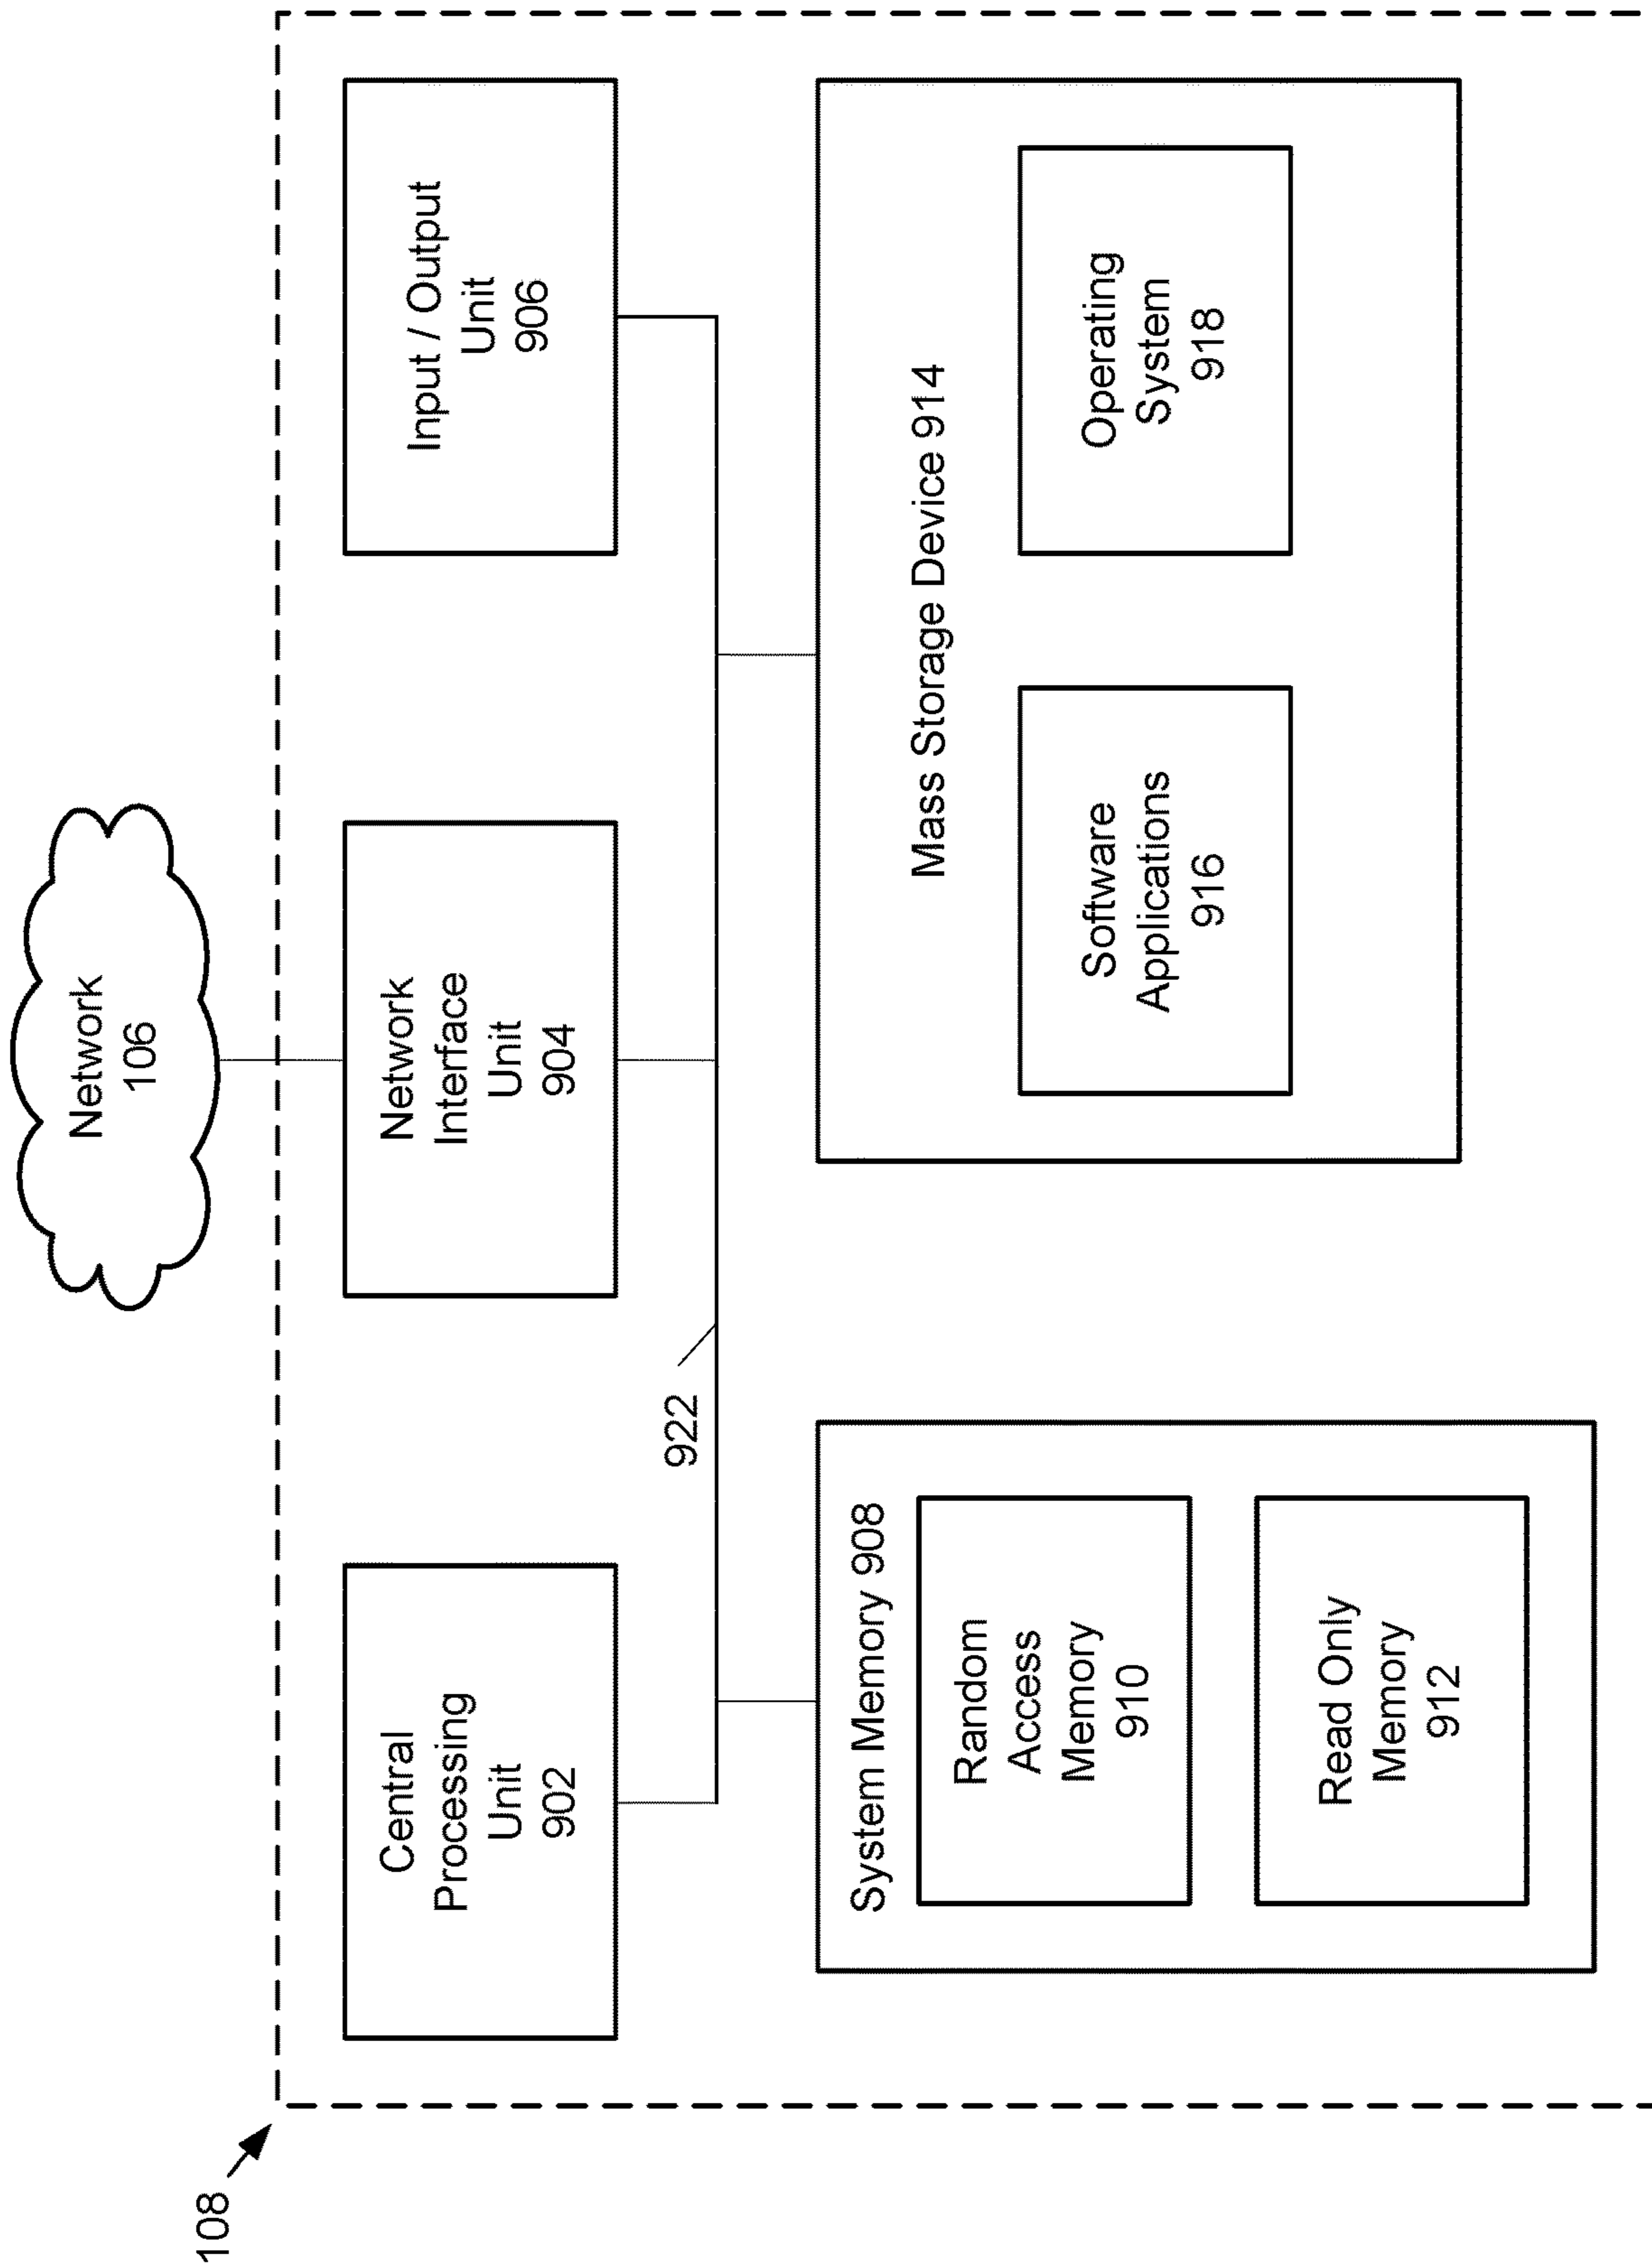 108
Network
106
Central
Processing
Unit
902
Network
Interface
Unit
904
Input / Output
Unit
906
922
System Memory 908
Random
Access
Memory
910
Read Only
Memory
912
Mass Storage Device 914
Software
Applications
916
Operating
System
918